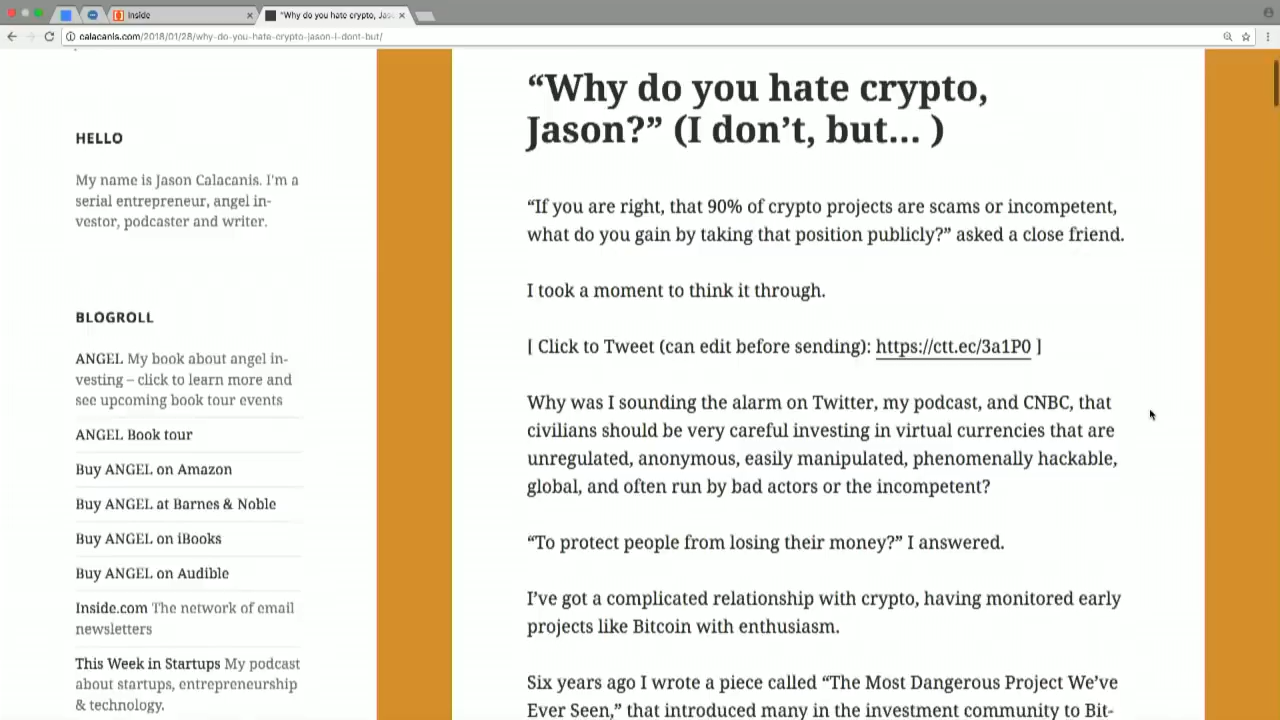 Inside
"Why do you hate crypto, Jas
calacanis.com/2018/01/28/why-do-you-hate-crypto-jason-i-dont-but/
HELLO
My name is Jason Calacanis. I'm a
serial entrepreneur, angel in-
vestor, podcaster and writer.
BLOGROLL
ANGEL My book about angel in-
vesting – click to learn more and
see upcoming book tour events
ANGEL Book tour
Buy ANGEL on Amazon
Buy ANGEL at Barnes & Noble
Buy ANGEL on iBooks
Buy ANGEL on Audible
Inside.com The network of email
newsletters
This Week in Startups My podcast
about startups, entrepreneurship
& technology.
“Why do you hate crypto,
Jason?” (I don’t, but… )
“If you are right, that 90% of crypto projects are scams or incompetent,
what do you gain by taking that position publicly?” asked a close friend.
I took a moment to think it through.
[ Click to Tweet (can edit before sending): https://ctt.ec/3a1P0 ]
Why was I sounding the alarm on Twitter, my podcast, and CNBC, that
civilians should be very careful investing in virtual currencies that are
unregulated, anonymous, easily manipulated, phenomenally hackable,
global, and often run by bad actors or the incompetent?
“To protect people from losing their money?” I answered.
I’ve got a complicated relationship with crypto, having monitored early
projects like Bitcoin with enthusiasm.
Six years ago I wrote a piece called “The Most Dangerous Project We’ve
Ever Seen,” that introduced many in the investment community to Bit-